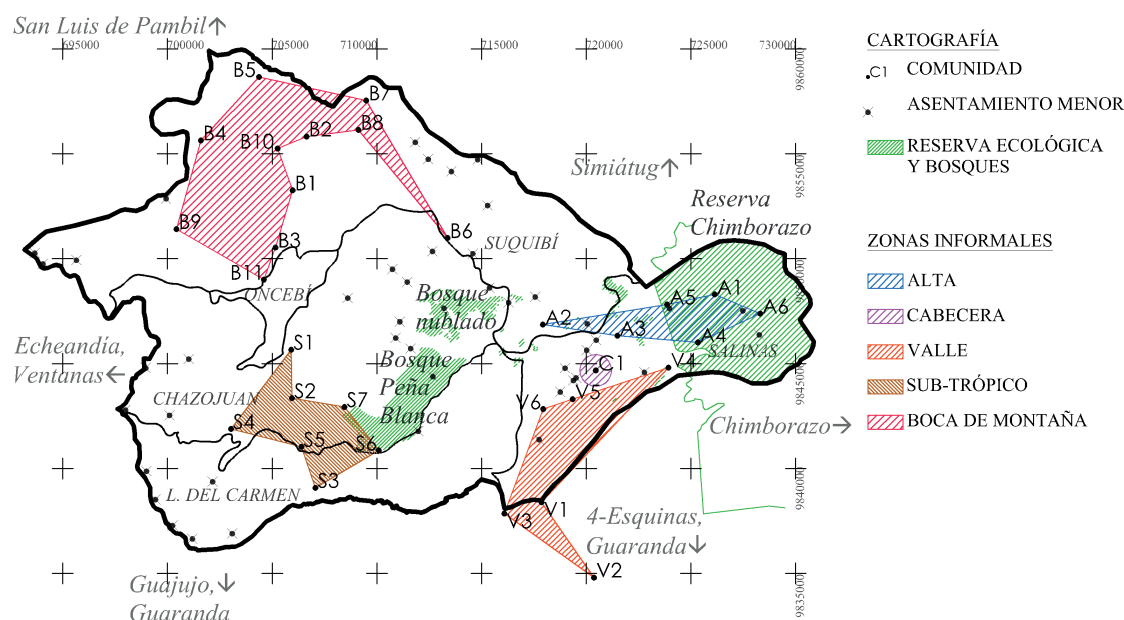 San Luis de Pambil↑
695000
700000
705000
710000
715000
720000
725000
730000
9860000
9855000
9845000
9840000
9835000
B5
B7
B4
B10
B2
B8
B1
B9
B3
B6
B11
SUQUIBÍ
ONCEBÍ
Simiátug↑
Reserva
Chimborazo
Bosque
nublado
Bosque
Peña
Blanca
A1
A2
A3
A4
A5
A6
SALINAS
C1
V4
V5
V6
V1
V3
V2
S1
S2
S7
S4
S5
S6
S3
CHAZOJUAN
L. DEL CARMEN
Echeandía,
Ventanas←
Chimborazo→
4-Esquinas,
Guaranda↓
Guajujo,↓
Guaranda
CARTOGRAFÍA
C1 COMUNIDAD
ASENTAMIENTO MENOR
RESERVA ECOLÓGICA
Y BOSQUES
ZONAS INFORMALES
ALTA
CABECERA
VALLE
SUB-TRÓPICO
BOCA DE MONTAÑA